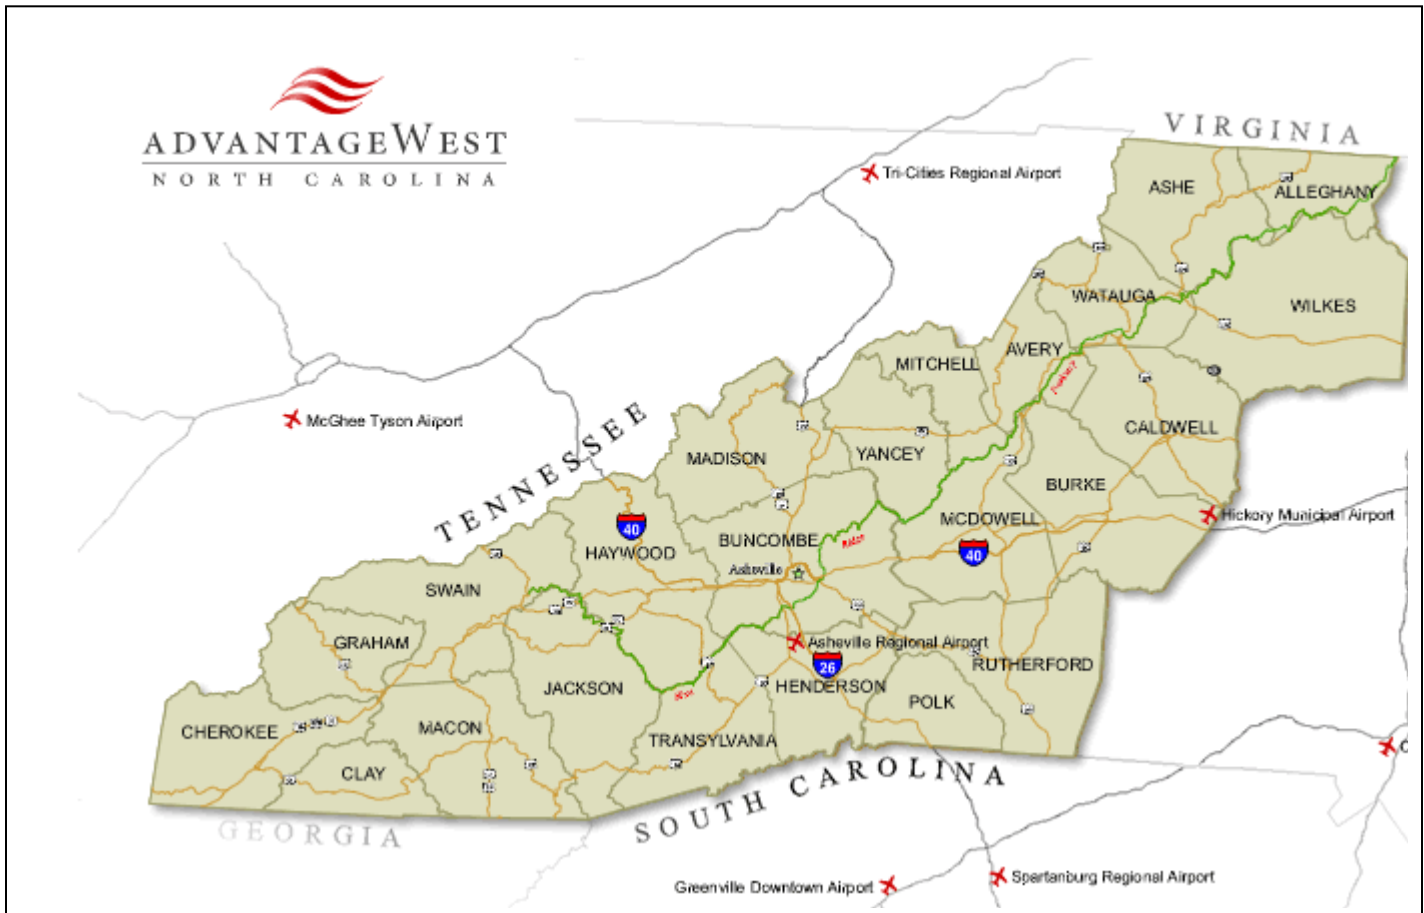 ADVANTAGEWEST
NORTH CAROLINA
VIRGINIA
Tri-Cities Regional Airport
ASHE
ALLEGHANY
WATAUGA
WILKES
AVERY
MITCHELL
McGhee Tyson Airport
TENNESSEE
CALDWELL
MADISON
YANCEY
BURKE
Hickory Municipal Airport
MCDOWELL
40
40
BUNCOMBE
HAYWOOD
Asheville
Ridge
SWAIN
GRAHAM
Asheville Regional Airport
26
RUTHERFORD
HENDERSON
JACKSON
Blue
POLK
MACON
CHEROKEE
TRANSYLVANIA
CLAY
SOUTH CAROLINA
GEORGIA
Greenville Downtown Airport
Spartanburg Regional Airport